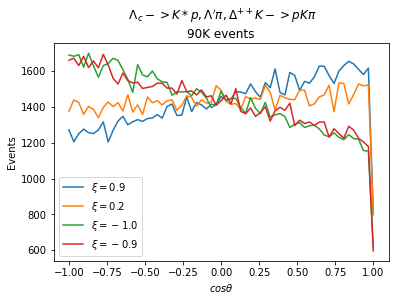 Λ_c − > K * p, Λ′π, Δ⁺⁺K − > pKπ
90K events
Events
1600
1400
1200
1000
800
600
ξ = 0.9
ξ = 0.2
ξ = −1.0
ξ = −0.9
−1.00 −0.75 −0.50 −0.25 0.00 0.25 0.50 0.75 1.00
cosθ